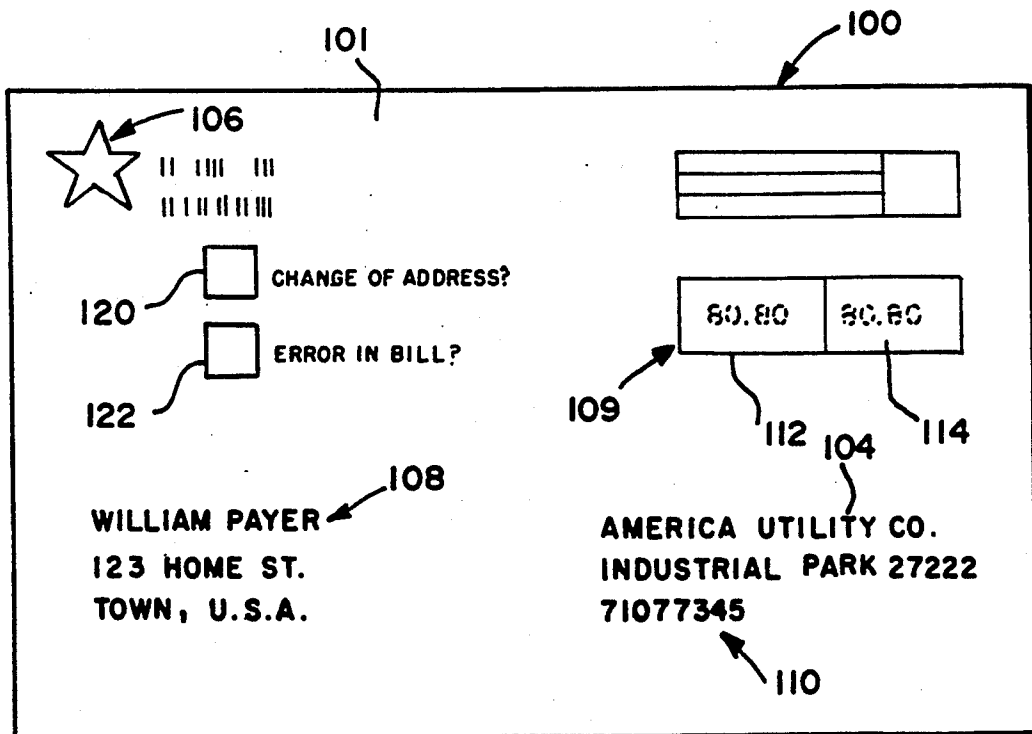 101
100
106
CHANGE OF ADDRESS?
120
80.80 80.80
ERROR IN BILL?
122
109
112
114
104
108
WILLIAM PAYER
AMERICA UTILITY CO.
123 HOME ST.
INDUSTRIAL PARK 27222
TOWN, U.S.A.
71077345
110